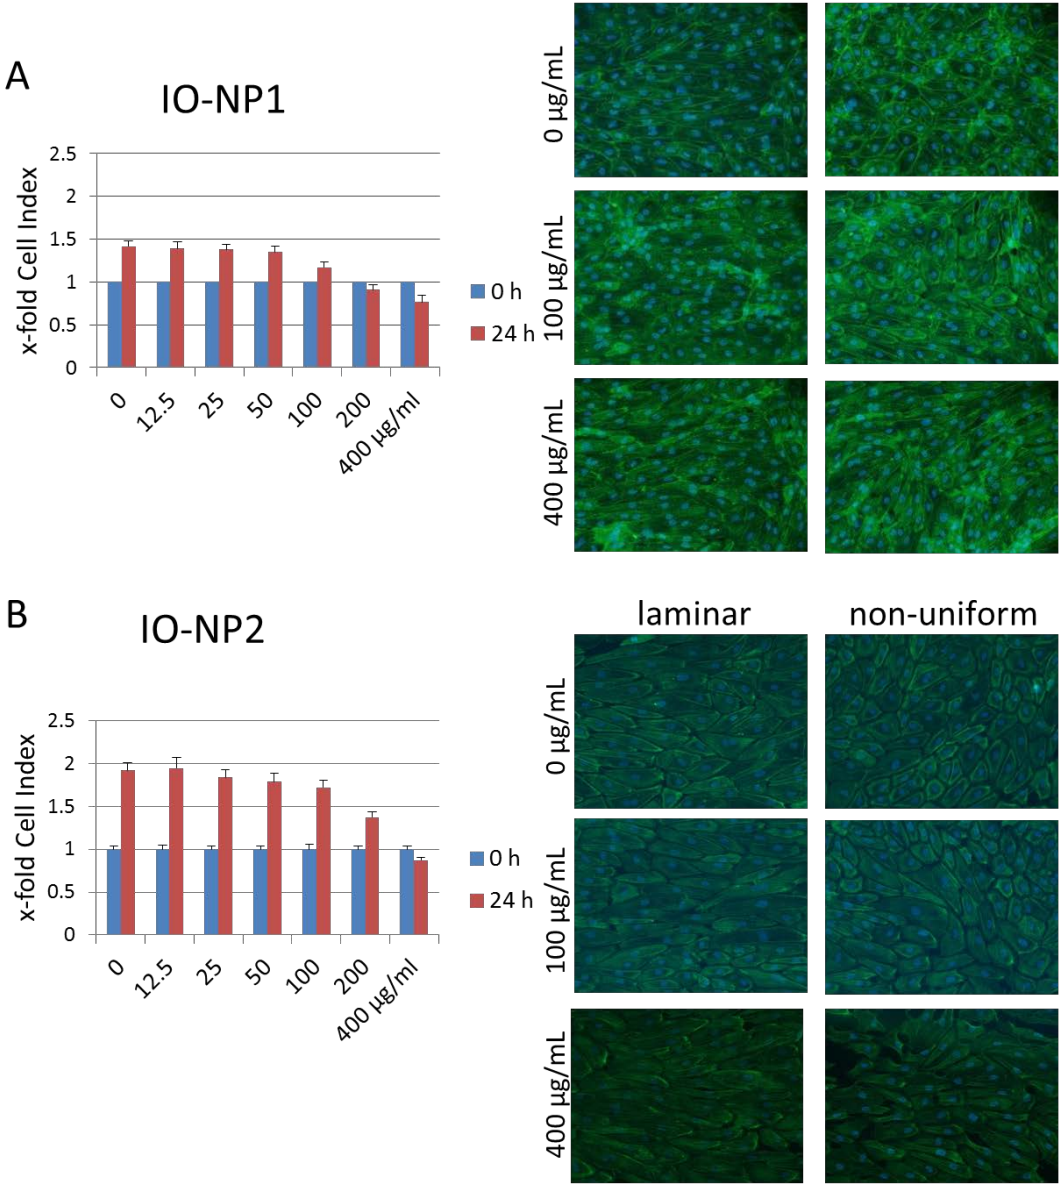 A
IO-NP1
x-fold Cell Index
2.5
2
1.5
1
0.5
0
0
12.5
25
50
100
200
400 µg/ml
0 h
24 h
0 µg/mL
100 µg/mL
400 µg/mL
B
IO-NP2
laminar
non-uniform
x-fold Cell Index
2.5
2
1.5
1
0.5
0
0
12.5
25
50
100
200
400 µg/ml
0 h
24 h
0 µg/mL
100 µg/mL
400 µg/mL